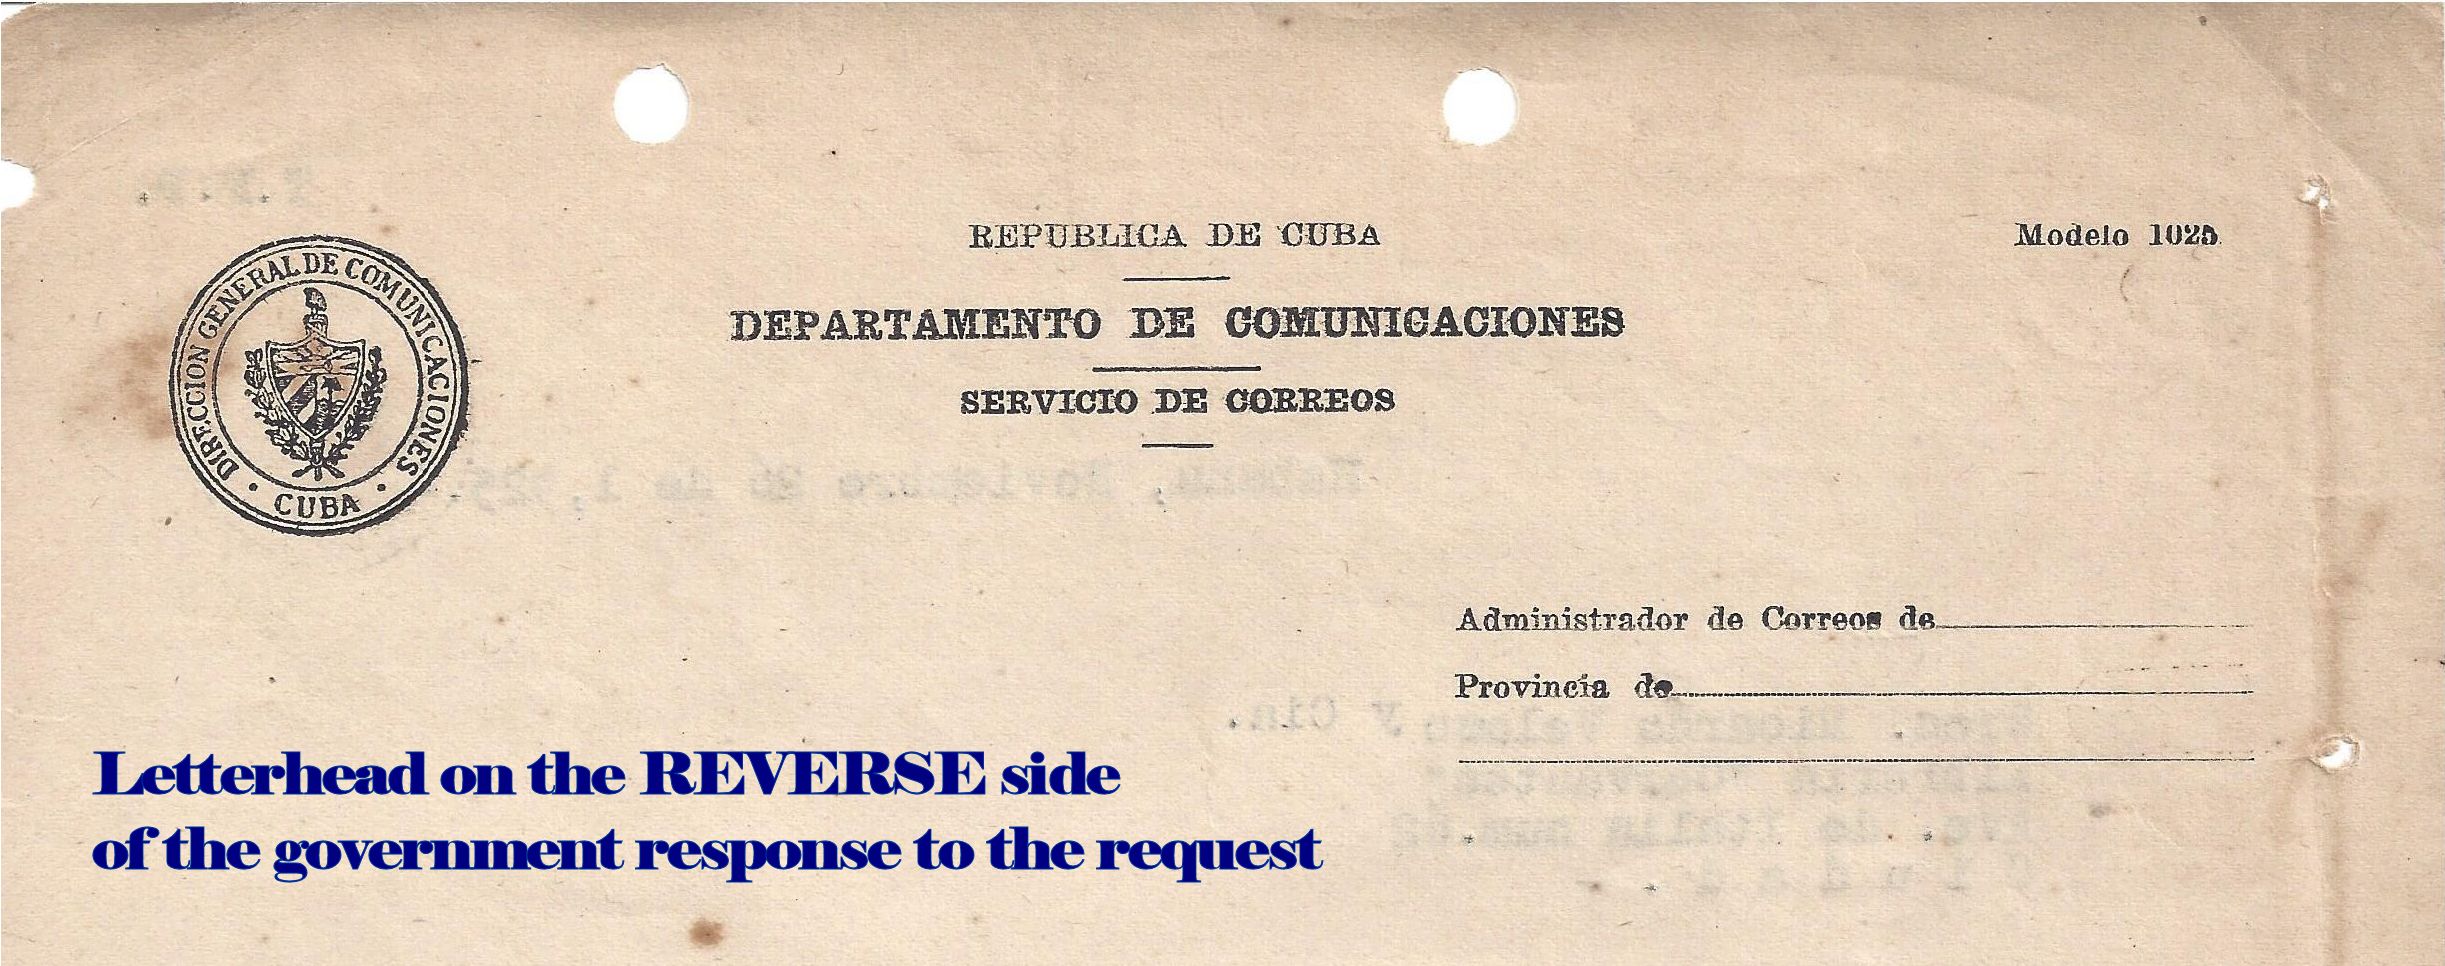 REPUBLICA DE CUBA
Modelo 1025
DEPARTAMENTO DE COMUNICACIONES
SERVICIO DE CORREOS
DIRECCION GENERAL DE COMUNICACIONES
CUBA
Administrador de Correos de
Provincia de
Letterhead on the REVERSE side
of the government response to the request